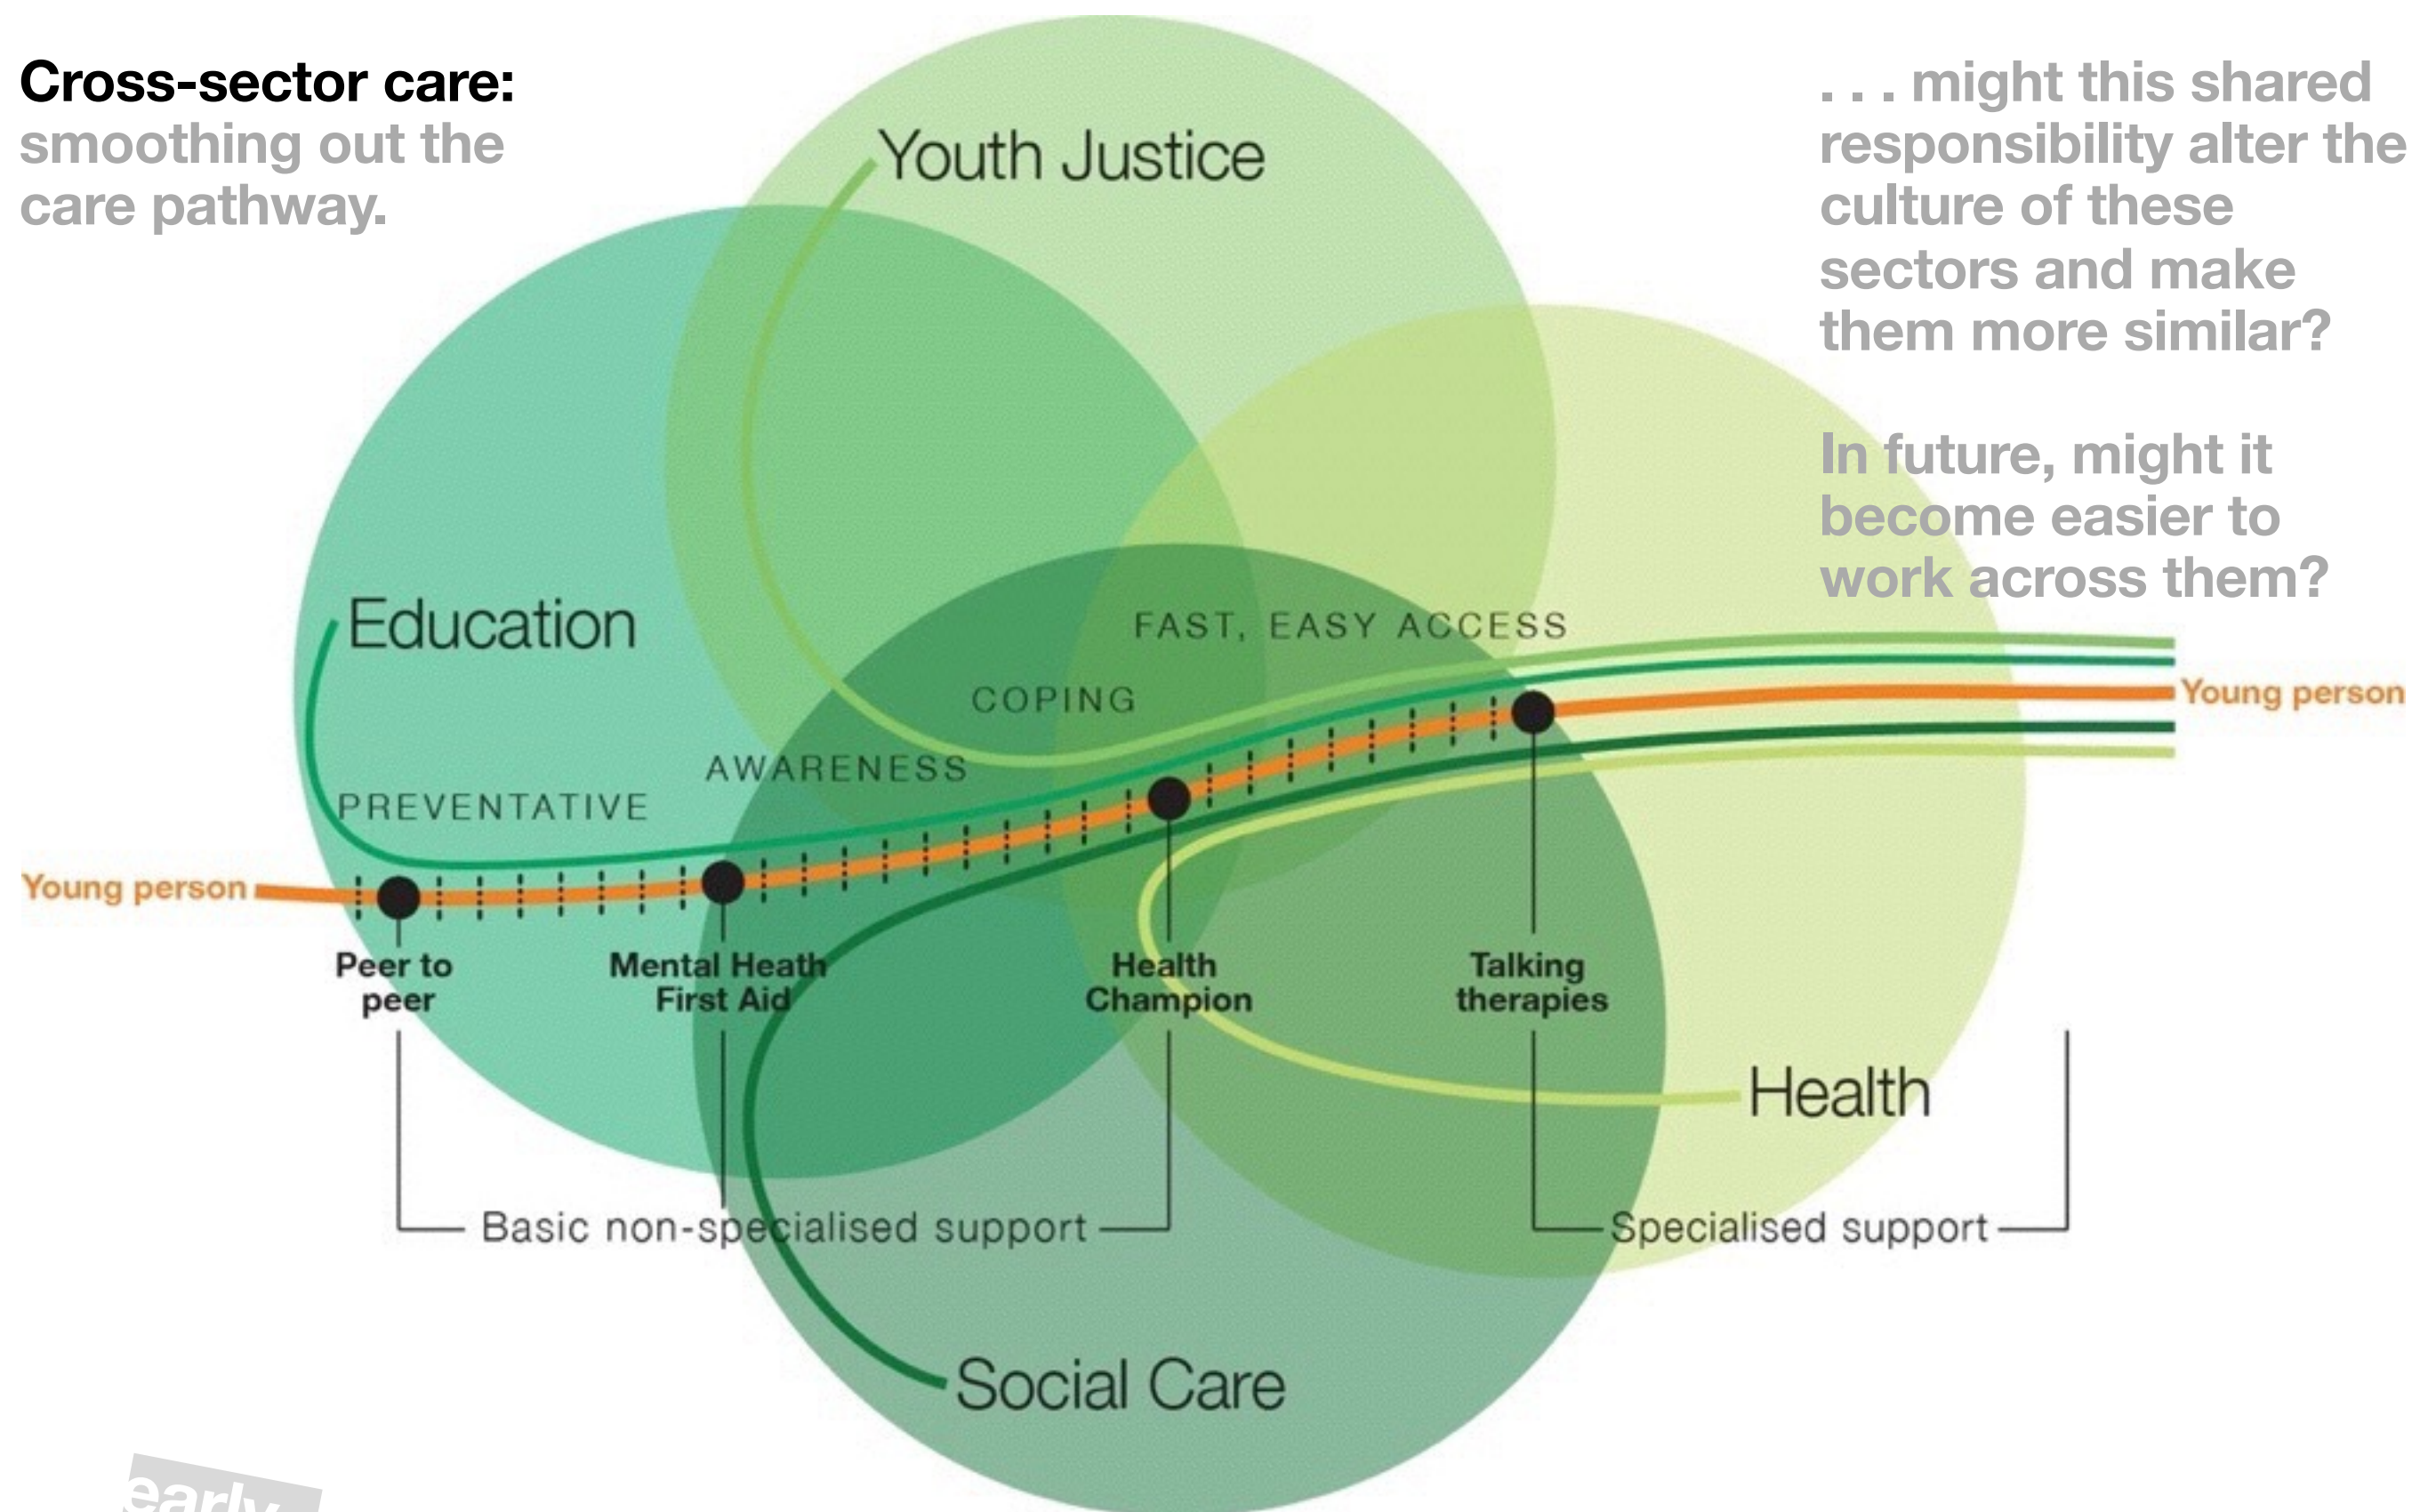 Cross-sector care:
smoothing out the
care pathway.
. . . might this shared
responsibility alter the
culture of these
sectors and make
them more similar?
In future, might it
become easier to
work across them?
Youth Justice
Education
FAST, EASY ACCESS
COPING
AWARENESS
PREVENTATIVE
Young person
Young person
Peer to
peer
Mental Heath
First Aid
Health
Champion
Talking
therapies
Health
Basic non-specialised support
Specialised support
Social Care
early